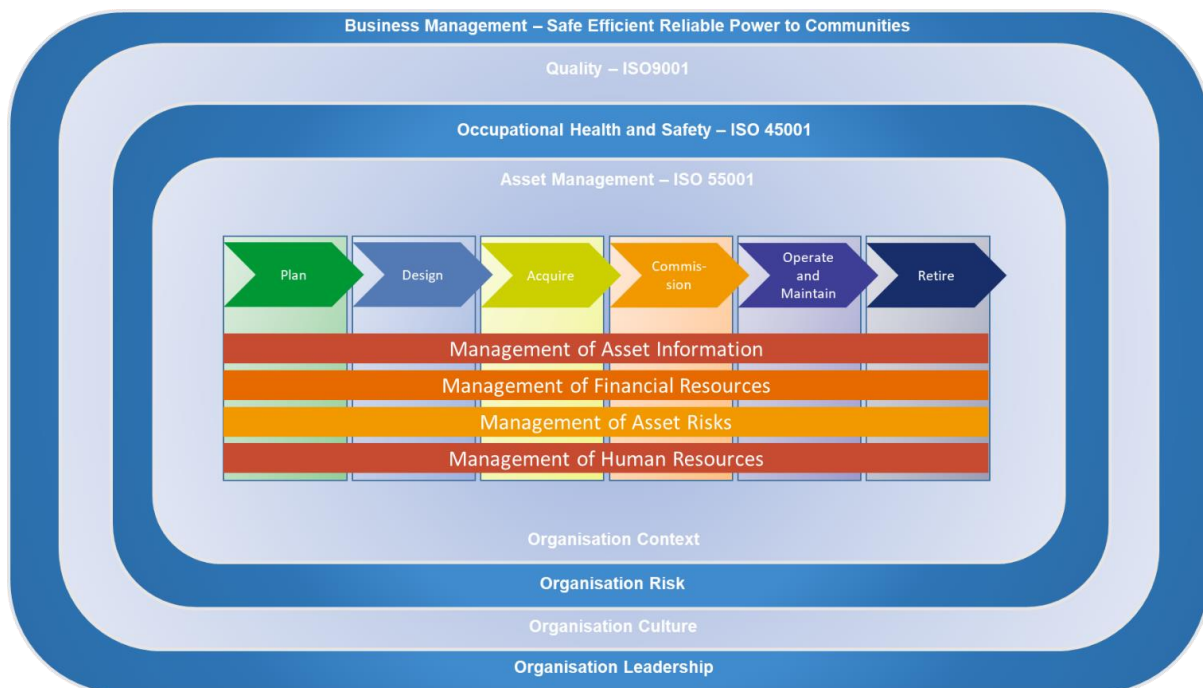 Business Management – Safe Efficient Reliable Power to Communities
Quality – ISO9001
Occupational Health and Safety – ISO 45001
Asset Management – ISO 55001
Plan
Design
Acquire
Commis-
sion
Operate
and
Maintain
Retire
Management of Asset Information
Management of Financial Resources
Management of Asset Risks
Management of Human Resources
Organisation Context
Organisation Risk
Organisation Culture
Organisation Leadership